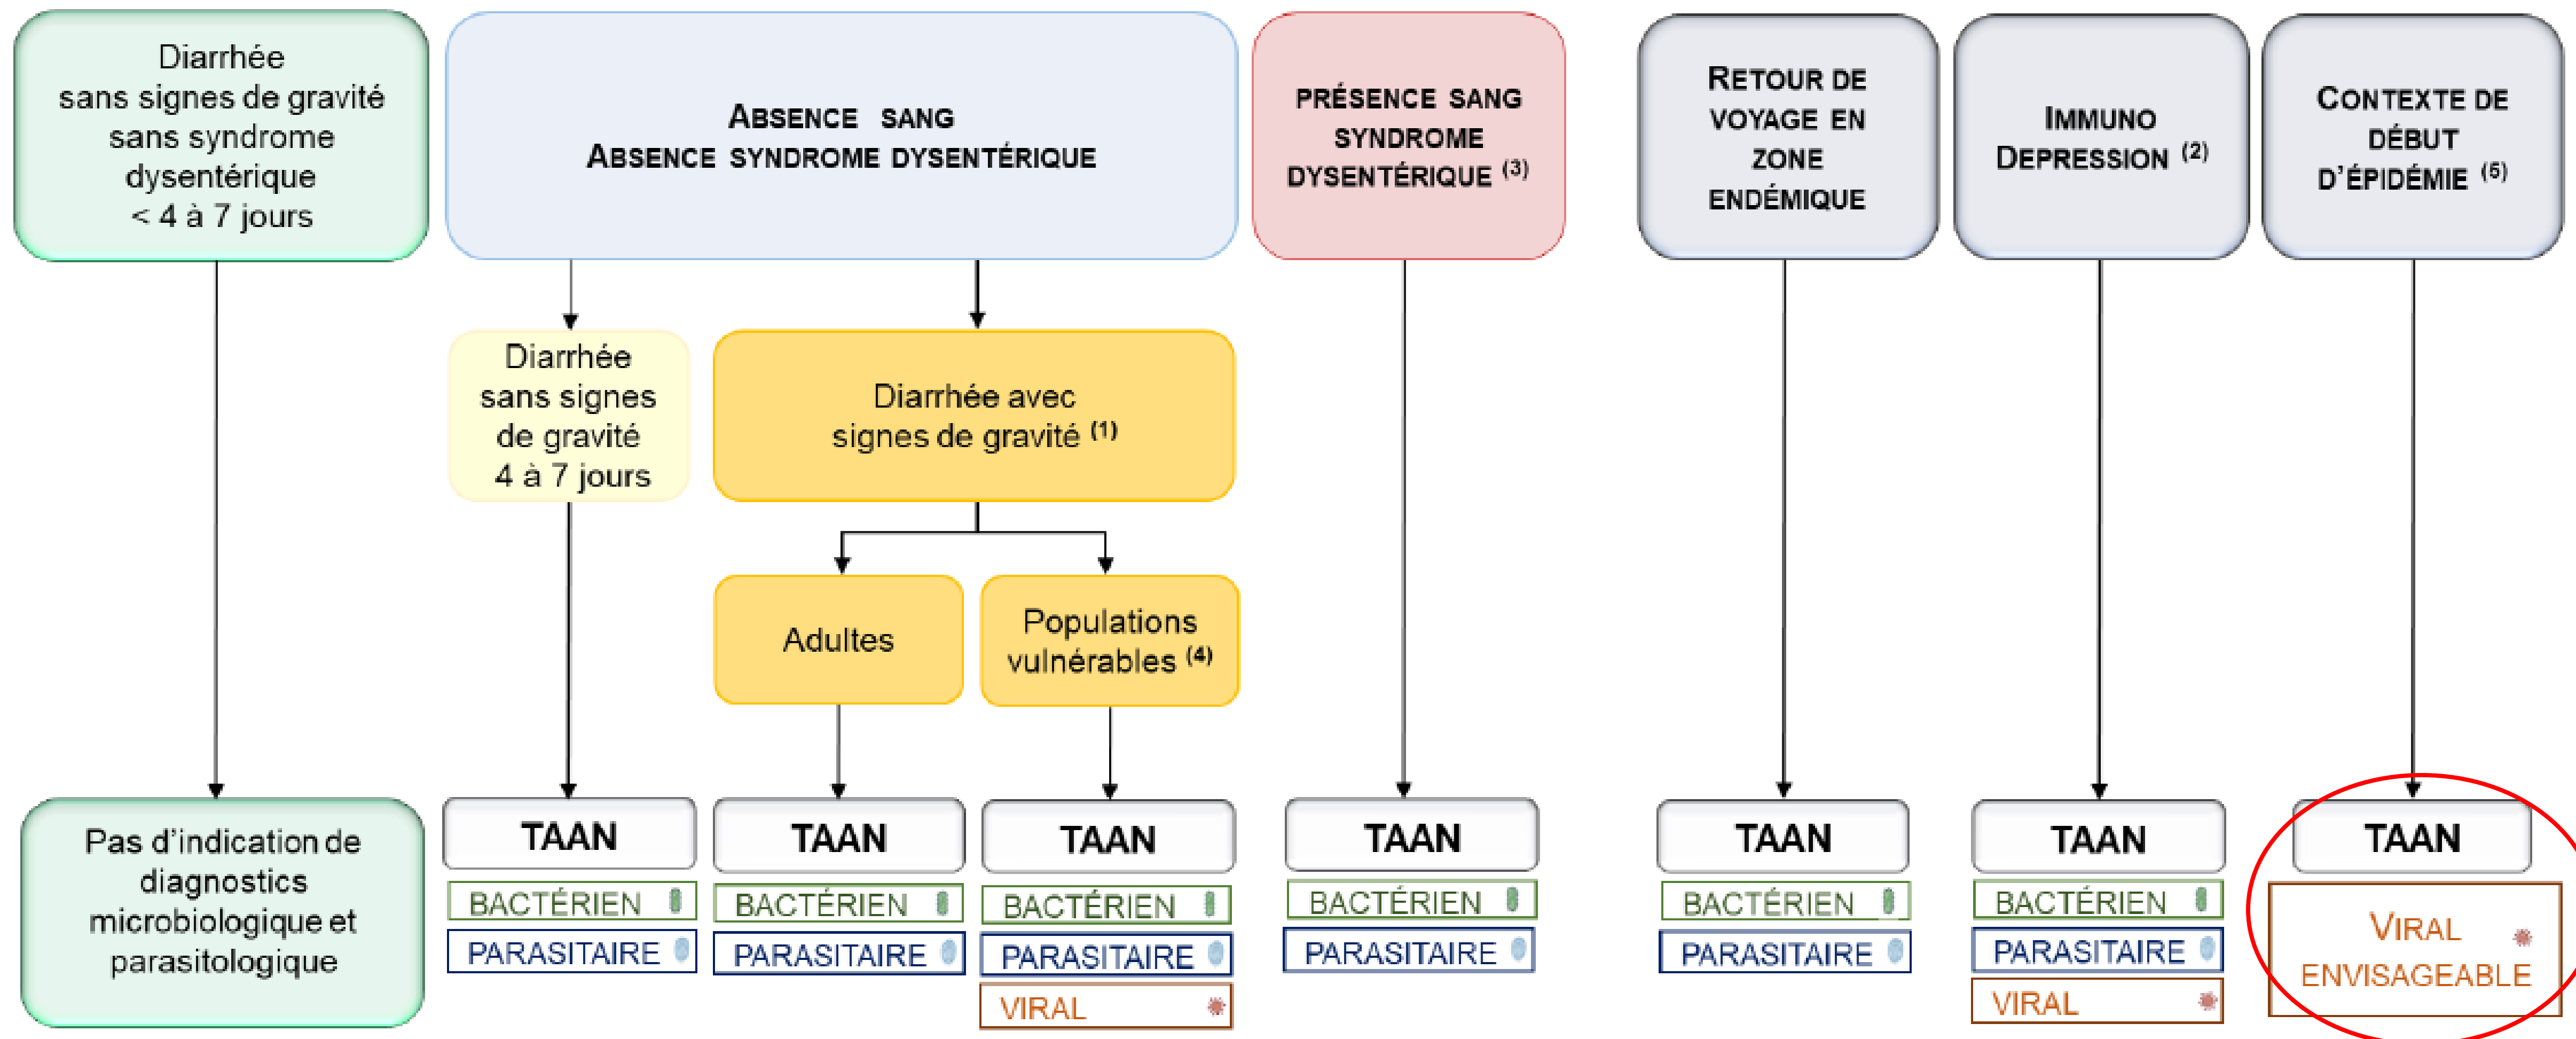 Diarrhée
sans signes de gravité
sans syndrome
dysentérique
< 4 à 7 jours
ABSENCE SANG
ABSENCE SYNDROME DYSENTÉRIQUE
PRÉSENCE SANG
SYNDROME
DYSENTÉRIQUE (3)
RETOUR DE
VOYAGE EN
ZONE
ENDÉMIQUE
IMMUNO
DEPRESSION (2)
CONTEXTE DE
DÉBUT
D’ÉPIDÉMIE (5)
Diarrhée
sans signes
de gravité
4 à 7 jours
Diarrhée avec
signes de gravité (1)
Adultes
Populations
vulnérables (4)
Pas d’indication de
diagnostics
microbiologique et
parasitologique
TAAN
BACTÉRIEN
PARASITAIRE
TAAN
BACTÉRIEN
PARASITAIRE
TAAN
BACTÉRIEN
PARASITAIRE
VIRAL
TAAN
BACTÉRIEN
PARASITAIRE
TAAN
BACTÉRIEN
PARASITAIRE
TAAN
BACTÉRIEN
PARASITAIRE
VIRAL
TAAN
VIRAL
ENVISAGEABLE